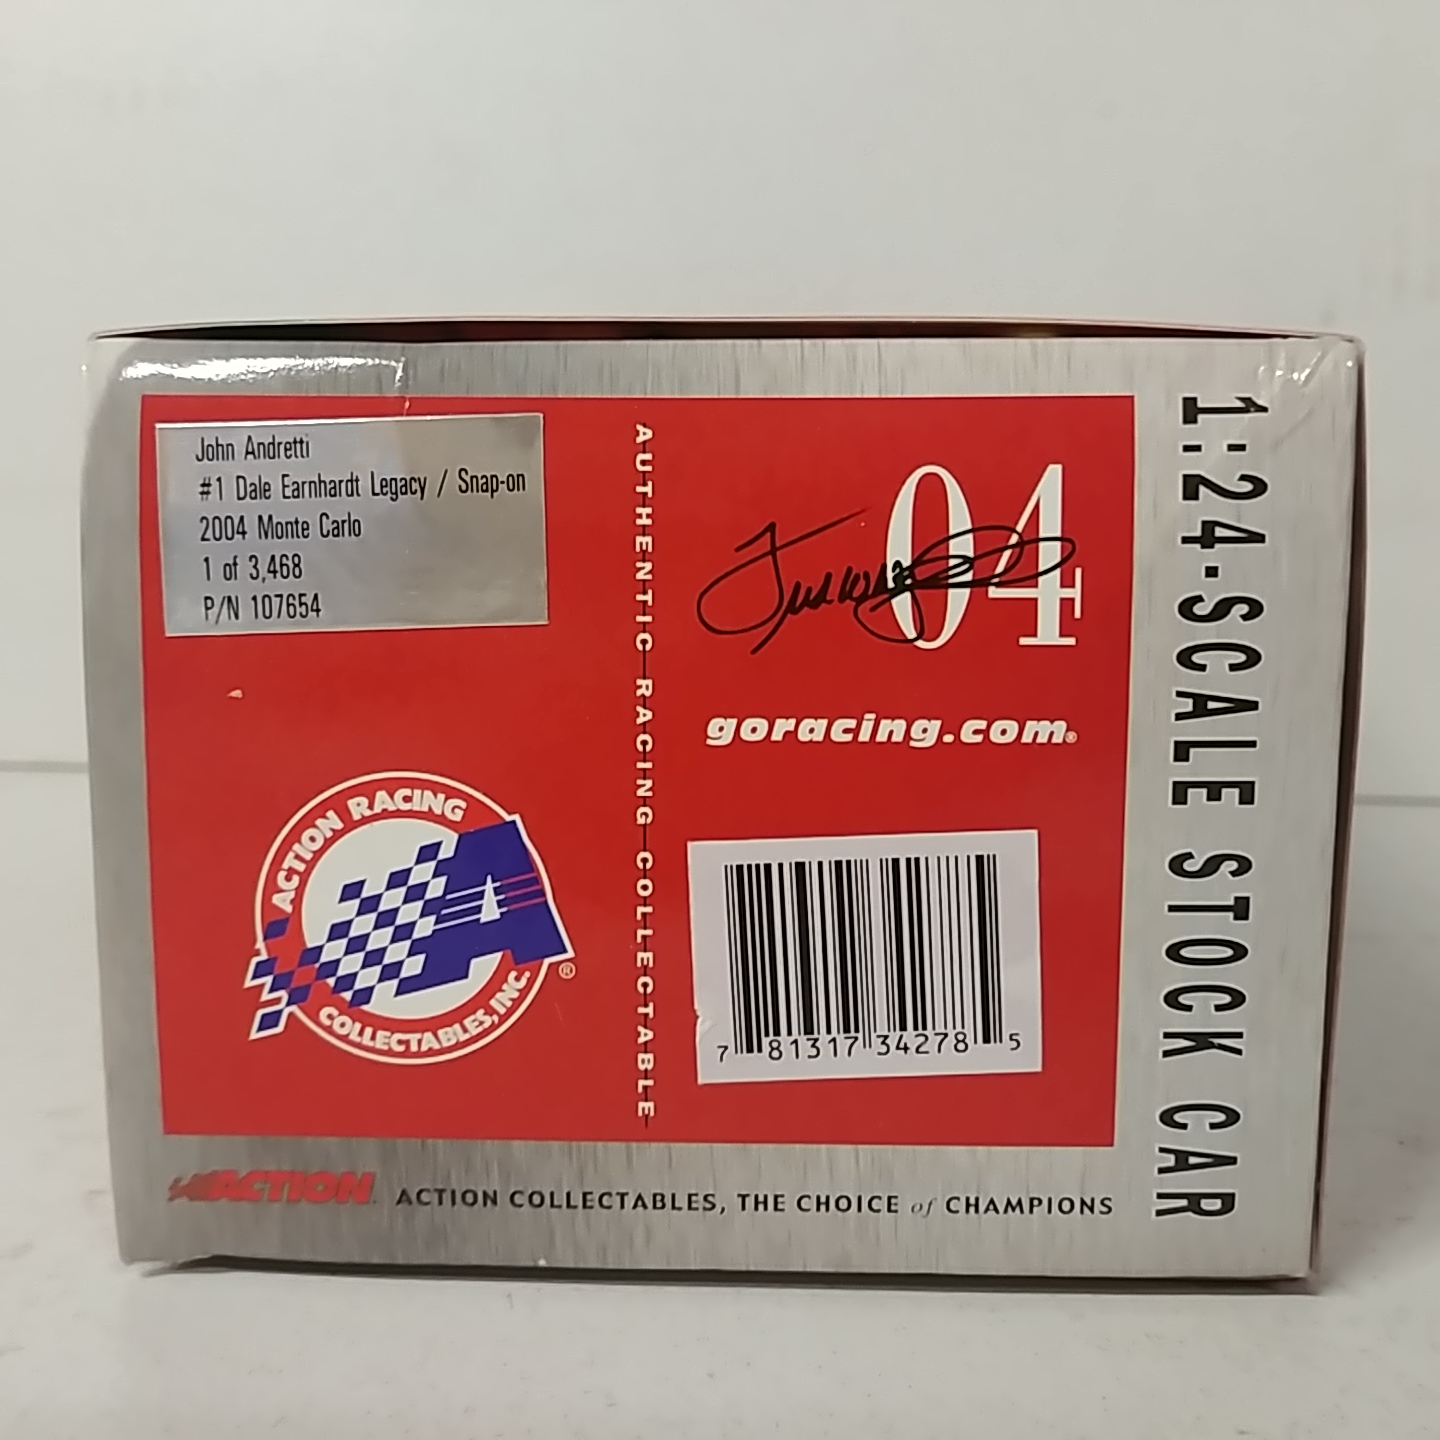 John Andretti
#1 Dale Earnhardt Legacy / Snap-on
2004 Monte Carlo
1 of 3,468
P/N 107654
AUTHENTIC RACING COLLECTABLE
04
goracing.com®
ACTION RACING
COLLECTABLES, INC.
®
7 81317 34278 5
1:24-SCALE STOCK CAR
ACTION
ACTION COLLECTABLES, THE CHOICE of CHAMPIONS